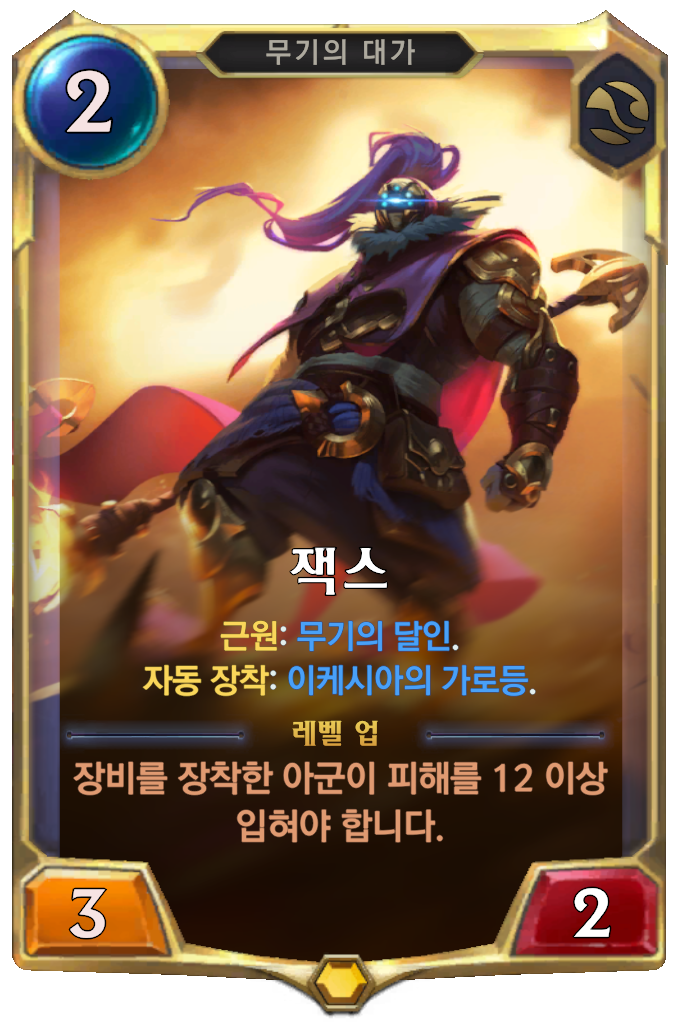 무기의 대가
2
잭스
근원: 무기의 달인.
자동 장착: 이케시아의 가로등.
레벨 업
장비를 장착한 아군이 피해를 12 이상
입혀야 합니다.
3 2